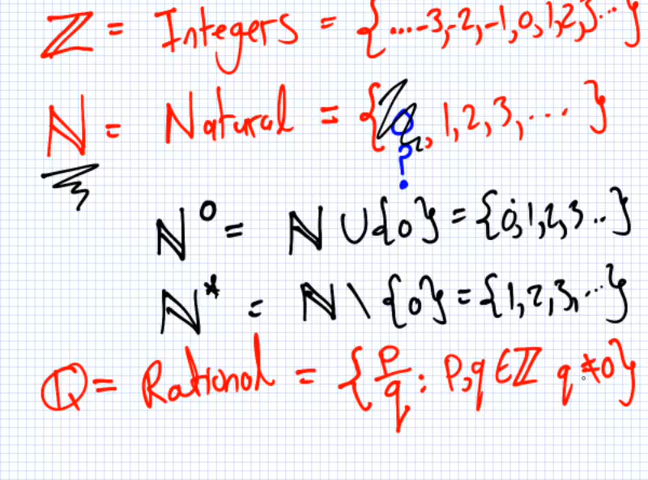 ℤ = Integers = {...-3,-2,-1,0,1,2,3...}
ℕ = Natural = {0, 1, 2, 3, ... }
?
ℕ⁰ = ℕ ∪ {0} = {0,1,2,3..}
ℕ* = ℕ \ {0} = {1,2,3,...}
ℚ = Rational = {p/q : p,q ∈ ℤ q ≠ 0}